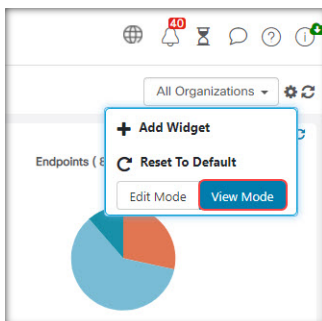 40
All Organizations
Add Widget
Endpoints ( 8
Reset To Default
Edit Mode
View Mode